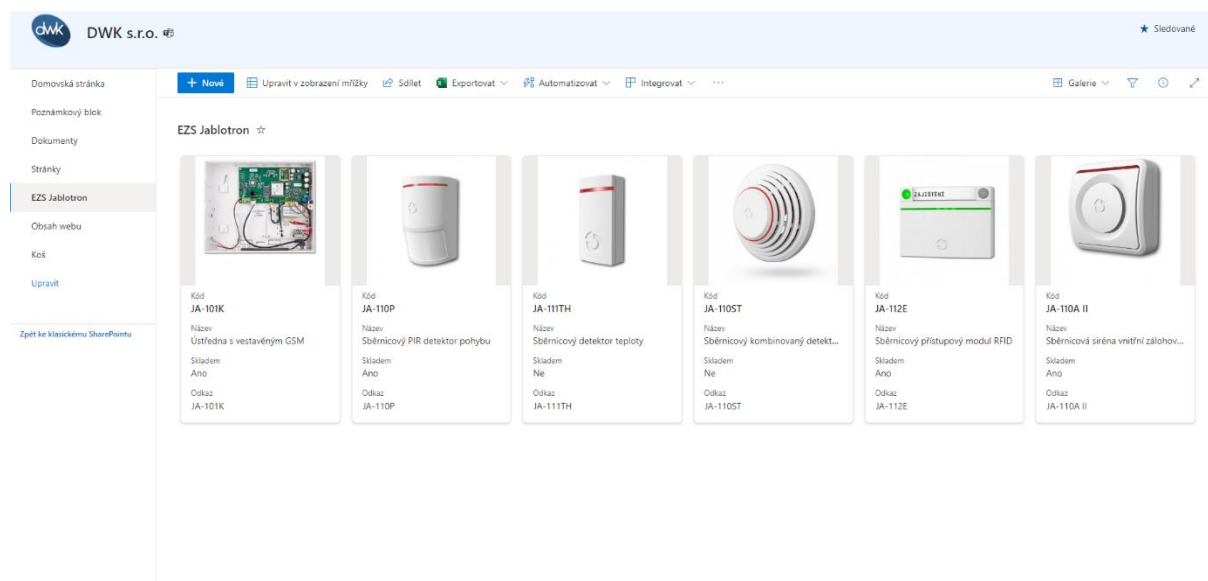 dwk DWK s.r.o.
Sledované
Domovská stránka
Poznámkový blok
Dokumenty
Stránky
EZS Jablotron
Obsah webu
Koš
Upravit
Zpět ke klasickému SharePointu
+ Nové Upravit v zobrazení mřížky Sdílet Exportovat Automatizovat Integrovat ... Galerie
EZS Jablotron
Kód
JA-101K
Název
Ústředna s vestavěným GSM
Skladem
Ano
Odkaz
JA-101K
Kód
JA-110P
Název
Sběrnicový PIR detektor pohybu
Skladem
Ano
Odkaz
JA-110P
Kód
JA-111TH
Název
Sběrnicový detektor teploty
Skladem
Ne
Odkaz
JA-111TH
Kód
JA-110ST
Název
Sběrnicový kombinovaný detekt...
Skladem
Ne
Odkaz
JA-110ST
ZAJIŠTĚNÍ
Kód
JA-112E
Název
Sběrnicový přístupový modul RFID
Skladem
Ano
Odkaz
JA-112E
Kód
JA-110A II
Název
Sběrnicová siréna vnitřní zálohov...
Skladem
Ano
Odkaz
JA-110A II